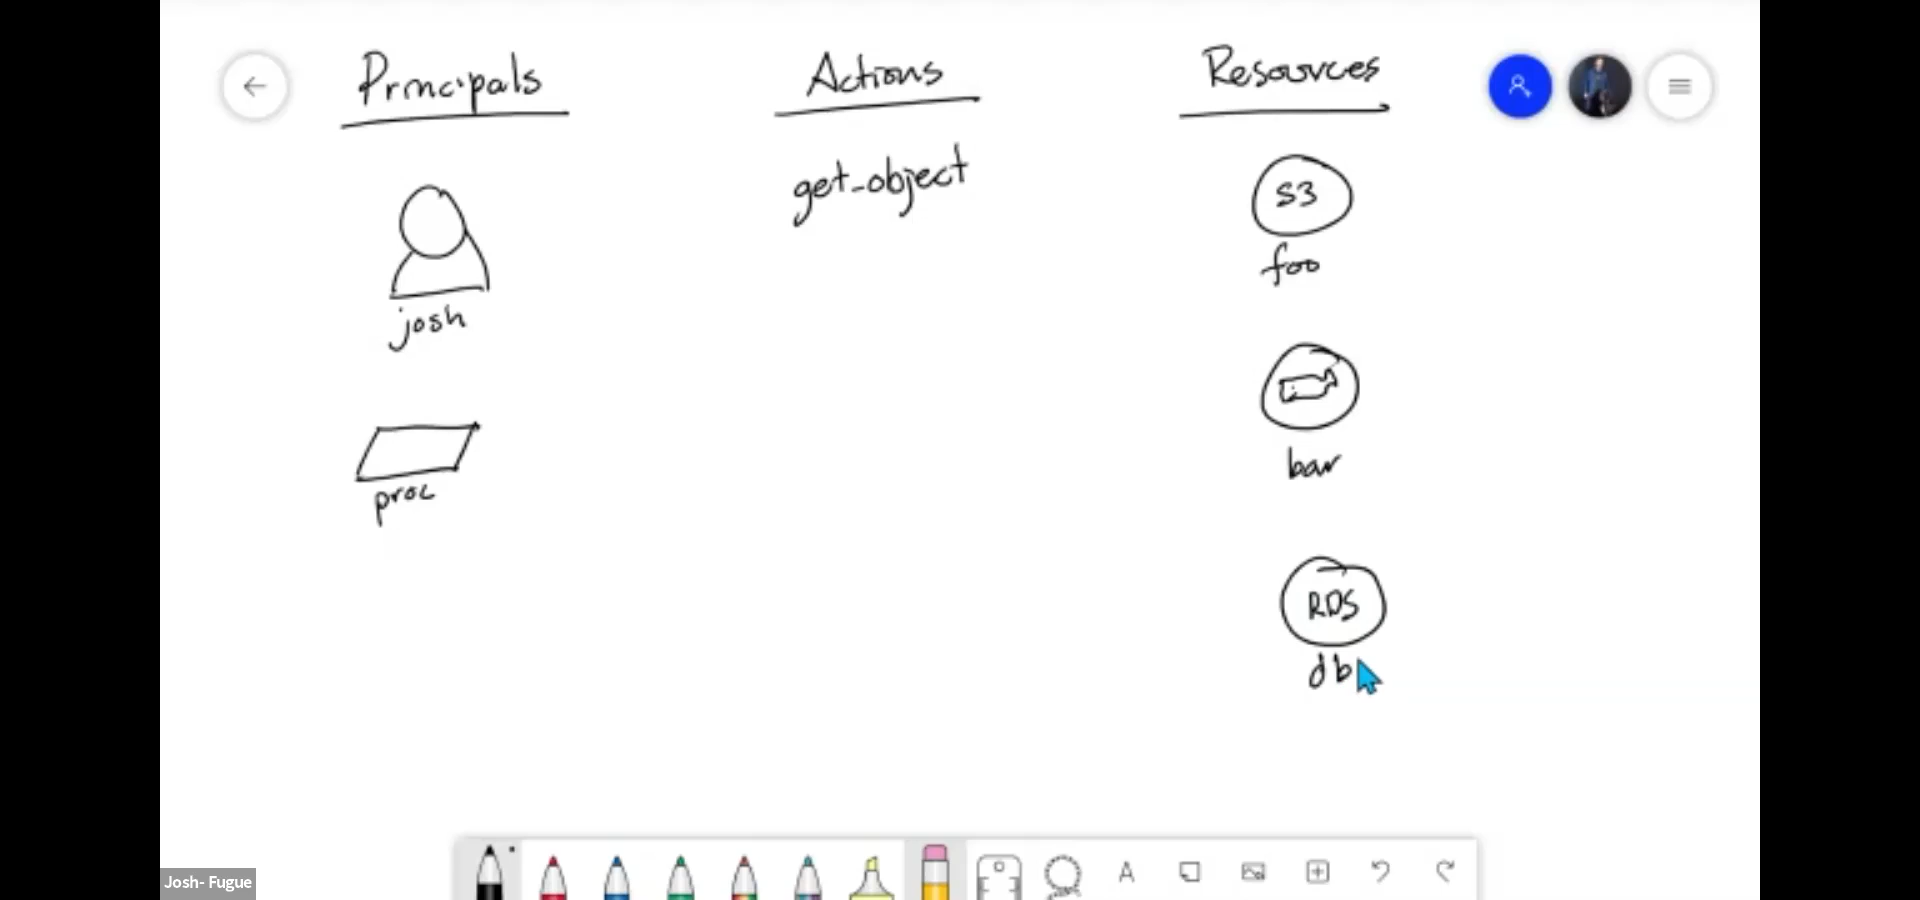 Principals
Actions
Resources
get-object
S3
foo
josh
bar
proc
RDS
db
A
Josh- Fugue